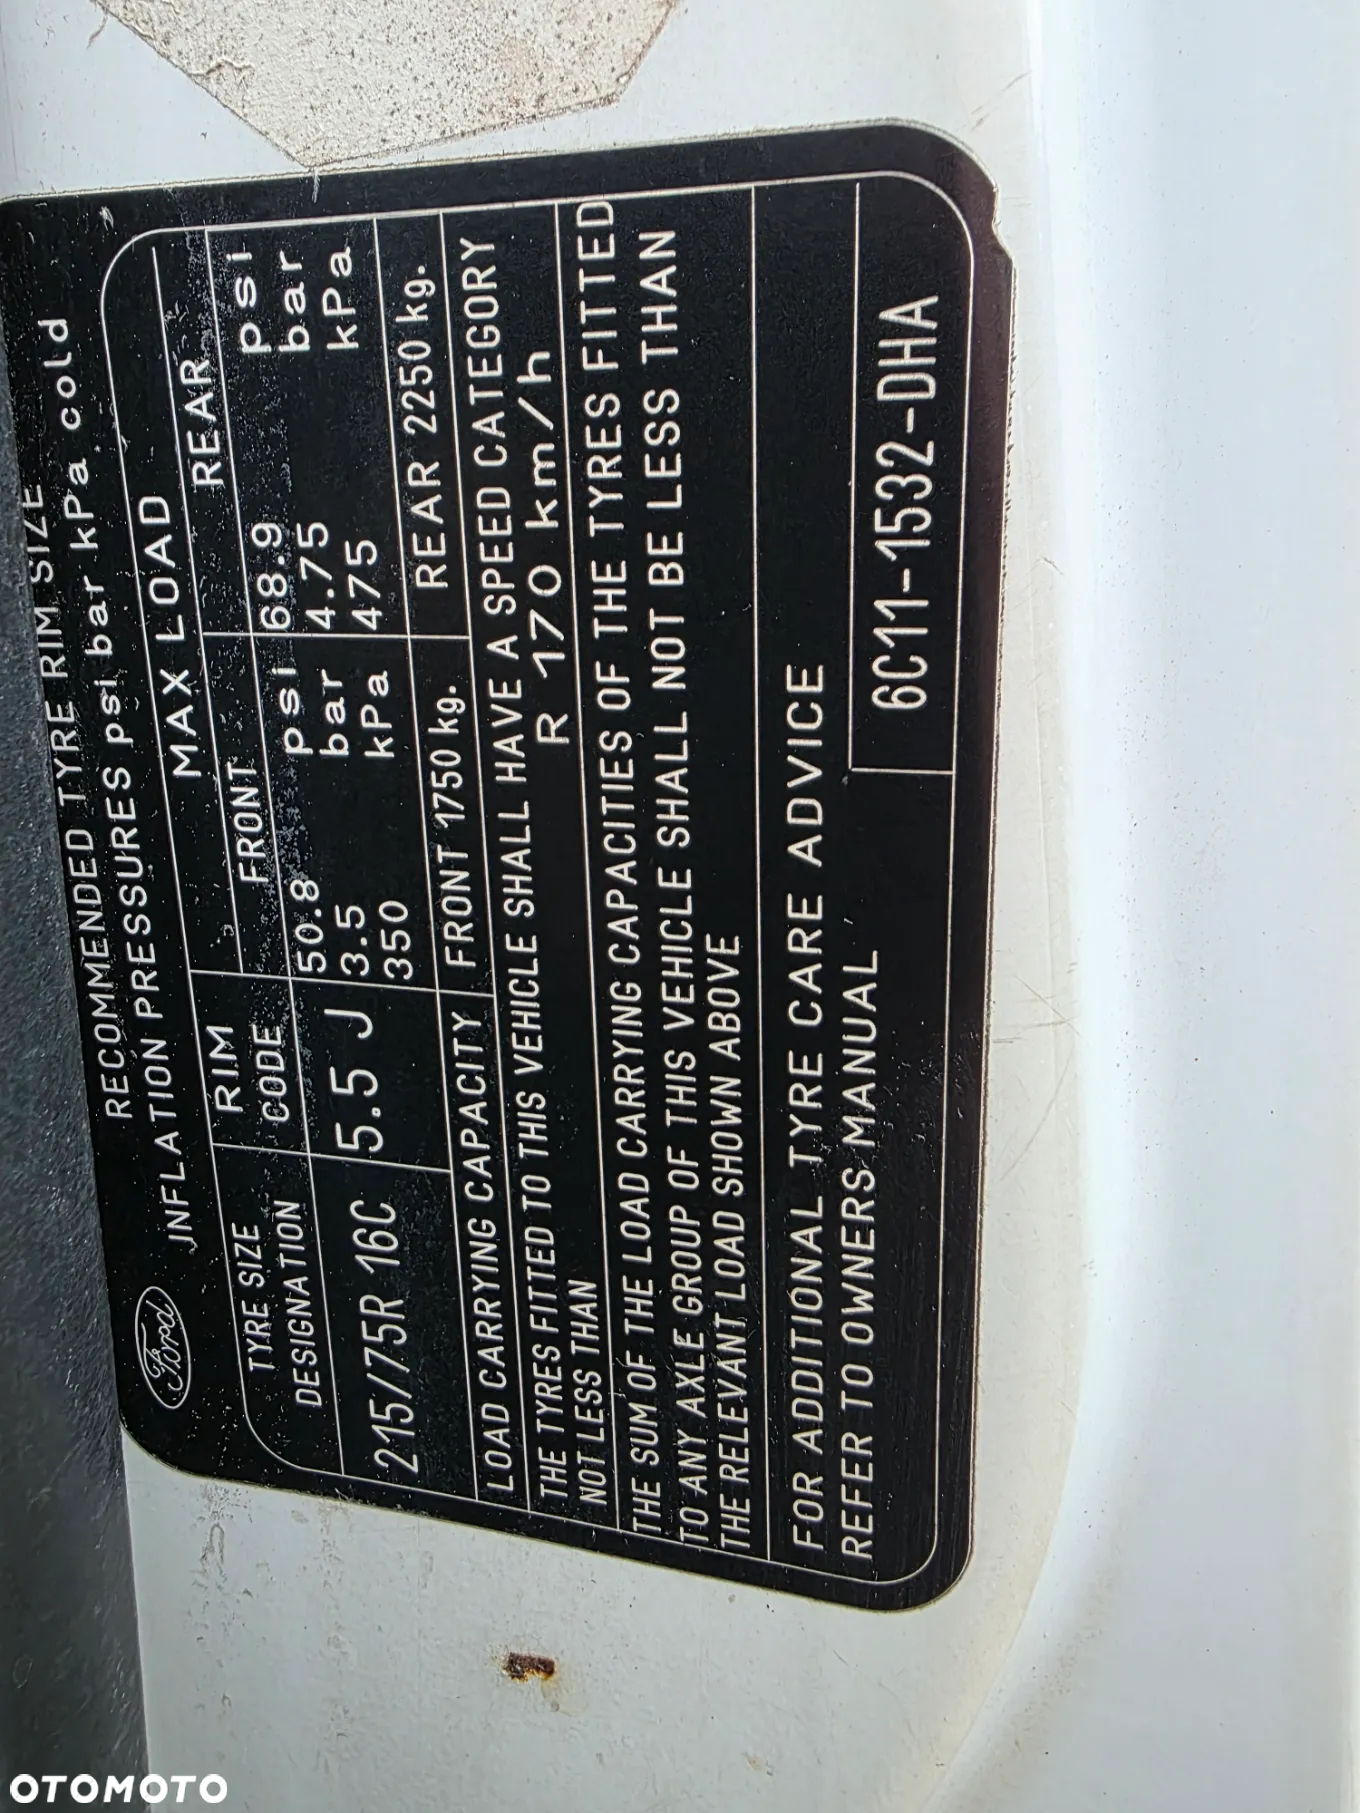 Ford
RECOMMENDED TYRE RIM SIZE
INFLATION PRESSURES psi bar kPa cold
MAX LOAD
TYRE SIZE DESIGNATION
RIM CODE
FRONT
REAR
215/75R 16C
5.5 J
50.8 psi
3.5 bar
350 kPa
68.9 psi
4.75 bar
475 kPa
LOAD CARRYING CAPACITY
FRONT 1750 kg.
REAR 2250 kg.
THE TYRES FITTED TO THIS VEHICLE SHALL HAVE A SPEED CATEGORY
NOT LESS THAN
R 170 km/h
THE SUM OF THE LOAD CARRYING CAPACITIES OF THE TYRES FITTED
TO ANY AXLE GROUP OF THIS VEHICLE SHALL NOT BE LESS THAN
THE RELEVANT LOAD SHOWN ABOVE
FOR ADDITIONAL TYRE CARE ADVICE
REFER TO OWNERS MANUAL
6C11-1532-DHA
OTOMOTO